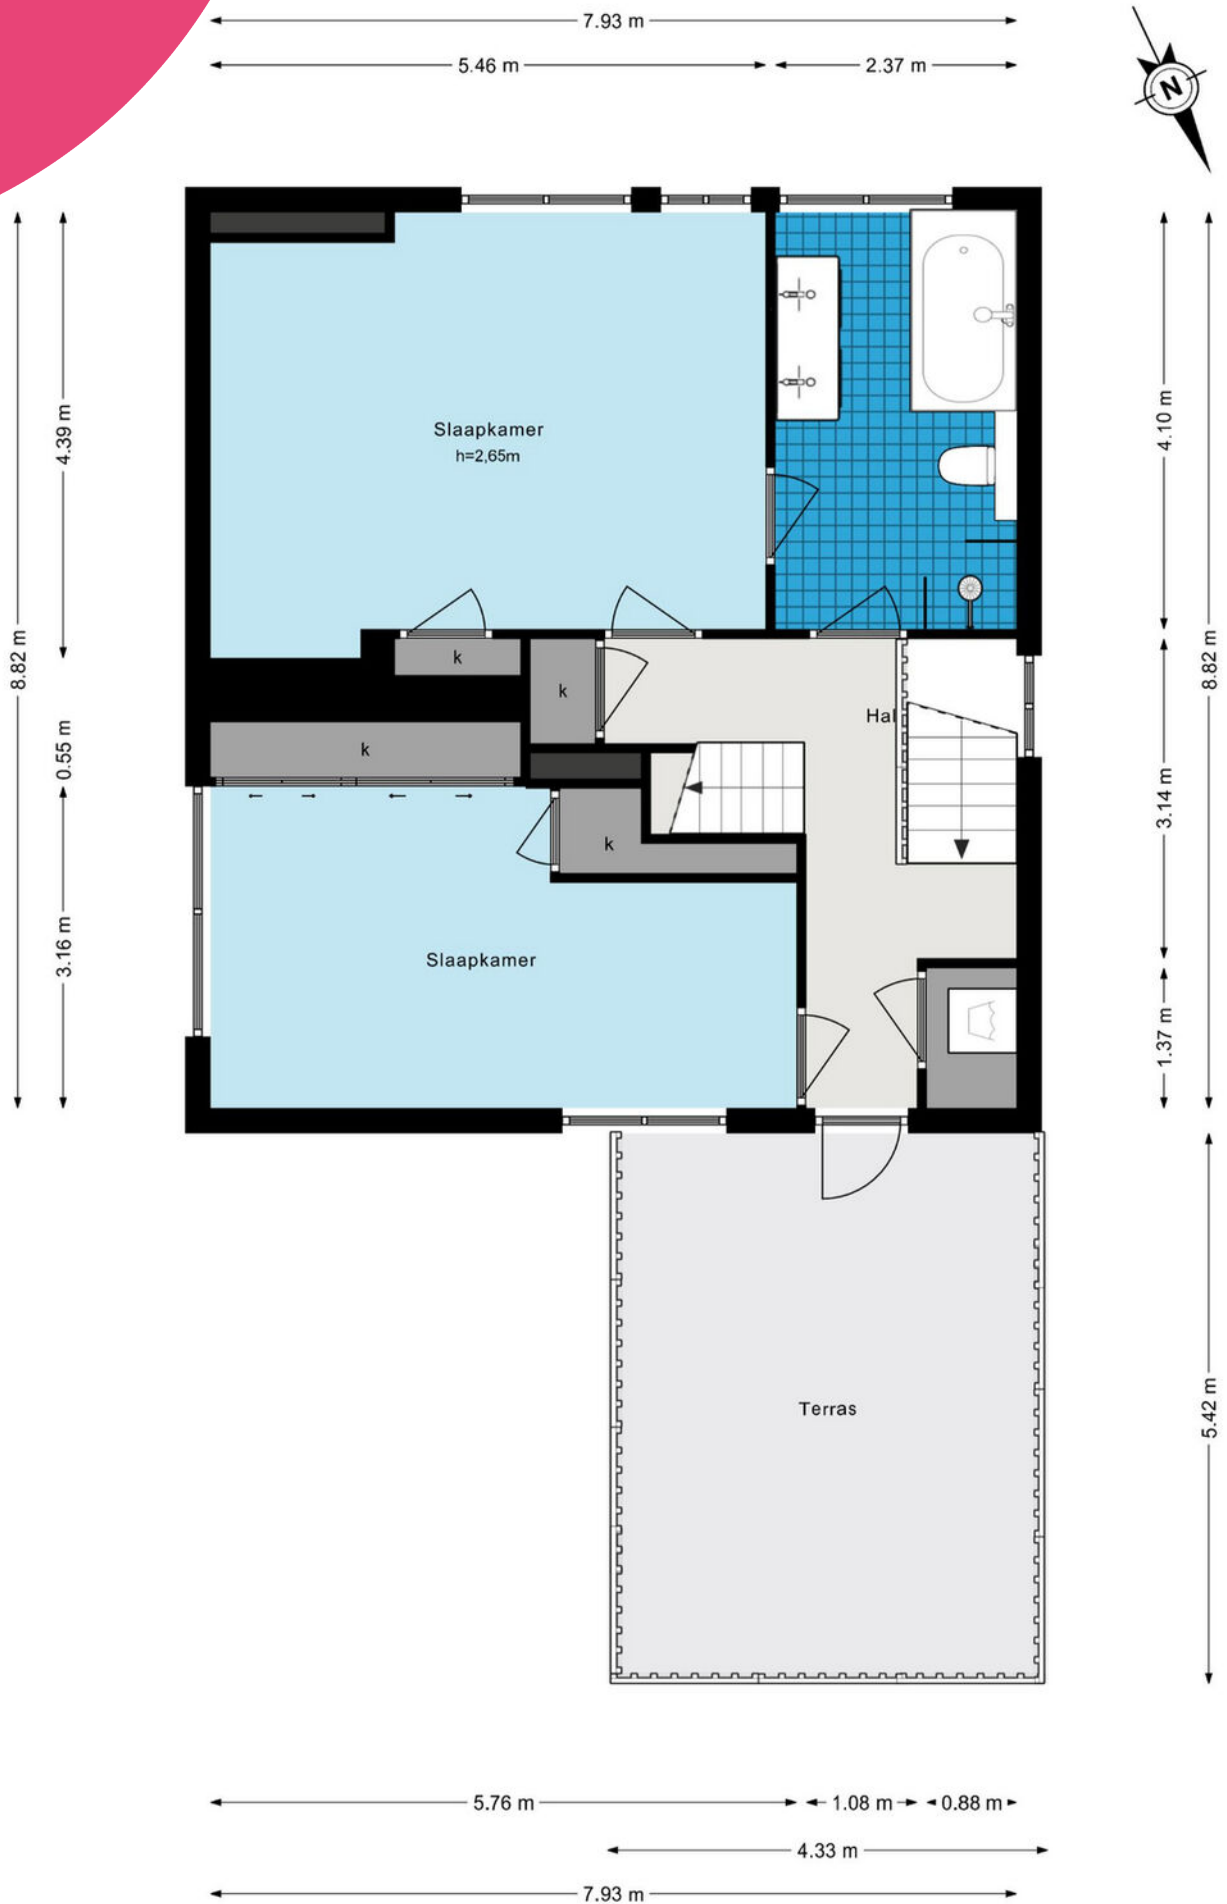 7.93 m
5.46 m
2.37 m
N
Slaapkamer
h=2,65m
4.39 m
4.10 m
8.82 m
8.82 m
k
k
Hal
k
0.55 m
3.14 m
k
3.16 m
Slaapkamer
1.37 m
Terras
5.42 m
5.76 m
1.08 m
0.88 m
4.33 m
7.93 m